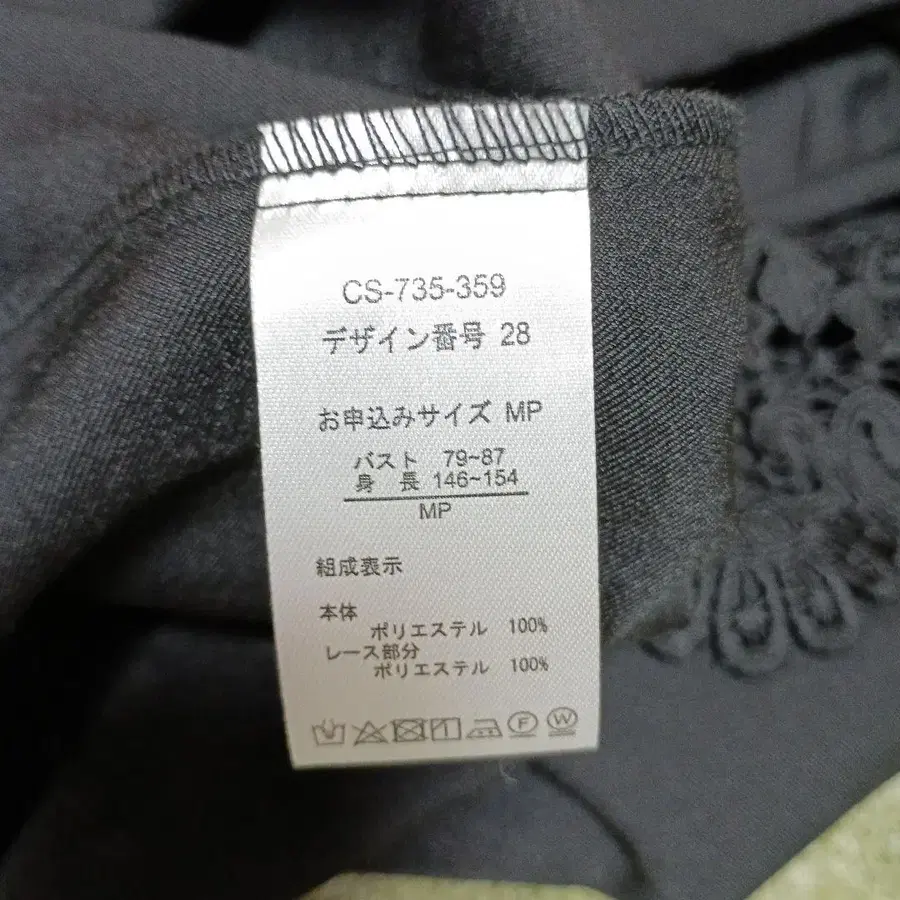 CS-735-359
デザイン番号 28
お申込みサイズ MP
バスト 79~87
身 長 146~154
MP
組成表示
本体
ポリエステル 100%
レース部分
ポリエステル 100%
F W